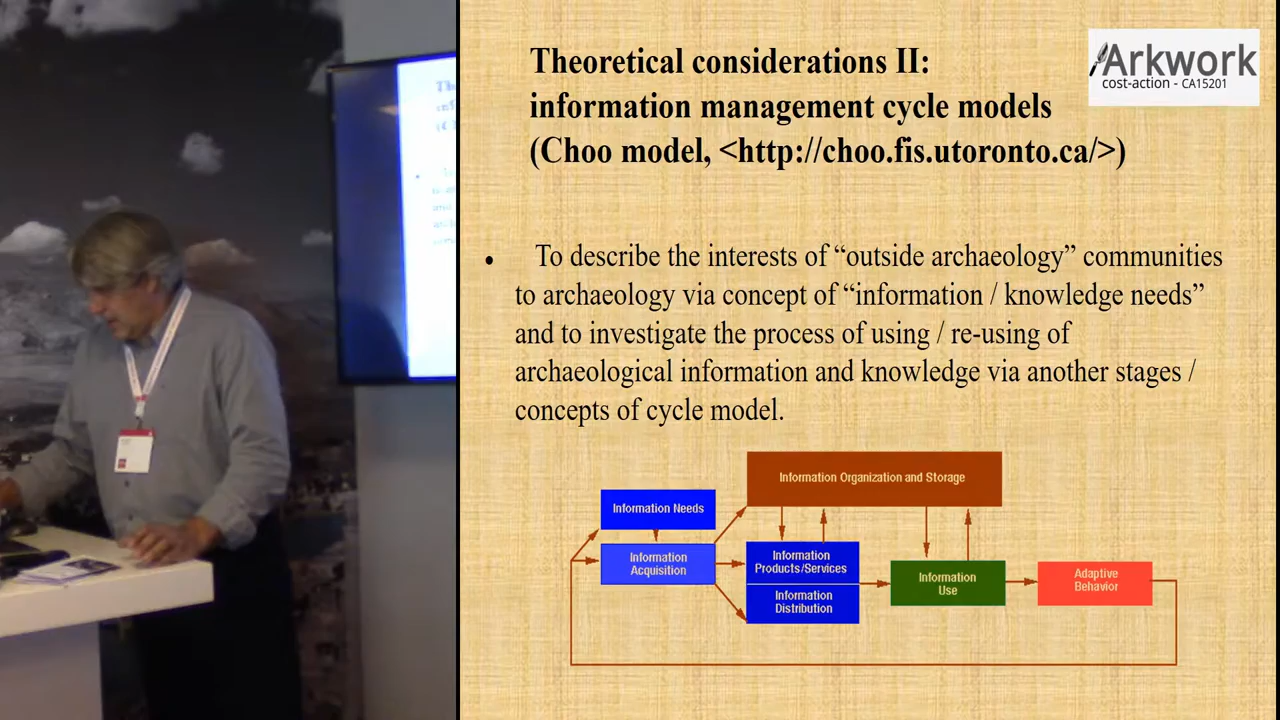 Theoretical considerations II:
information management cycle models
(Choo model, <http://choo.fis.utoronto.ca/>)
Arkwork
cost-action - CA15201
• To describe the interests of “outside archaeology” communities
to archaeology via concept of “information / knowledge needs”
and to investigate the process of using / re-using of
archaeological information and knowledge via another stages /
concepts of cycle model.
Information Organization and Storage
Information Needs
Information
Acquisition
Information
Products/Services
Information
Distribution
Information
Use
Adaptive
Behavior